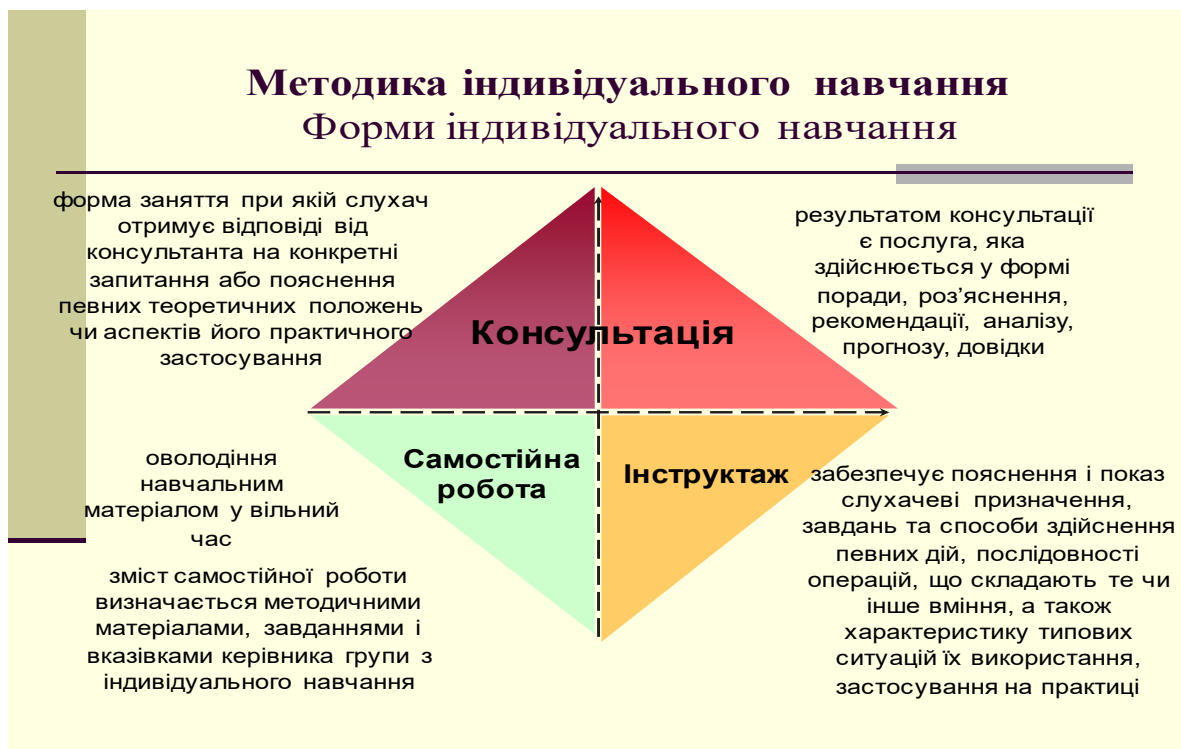 Методика індивідуального навчання
Форми індивідуального навчання
форма заняття при якій слухач
отримує відповіді від
консультанта на конкретні
запитання або пояснення
певних теоретичних положень
чи аспектів його практичного
застосування
результатом консультації
є послуга, яка
здійснюється у формі
поради, роз’яснення,
рекомендації, аналізу,
прогнозу, довідки
Консультація
Самостійна
робота
Інструктаж
оволодіння
навчальним
матеріалом у вільний
час
зміст самостійної роботи
визначається методичними
матеріалами, завданнями і
вказівками керівника групи з
індивідуального навчання
забезпечує пояснення і показ
слухачеві призначення,
завдань та способи здійснення
певних дій, послідовності
операцій, що складають те чи
інше вміння, а також
характеристику типових
ситуацій їх використання,
застосування на практиці